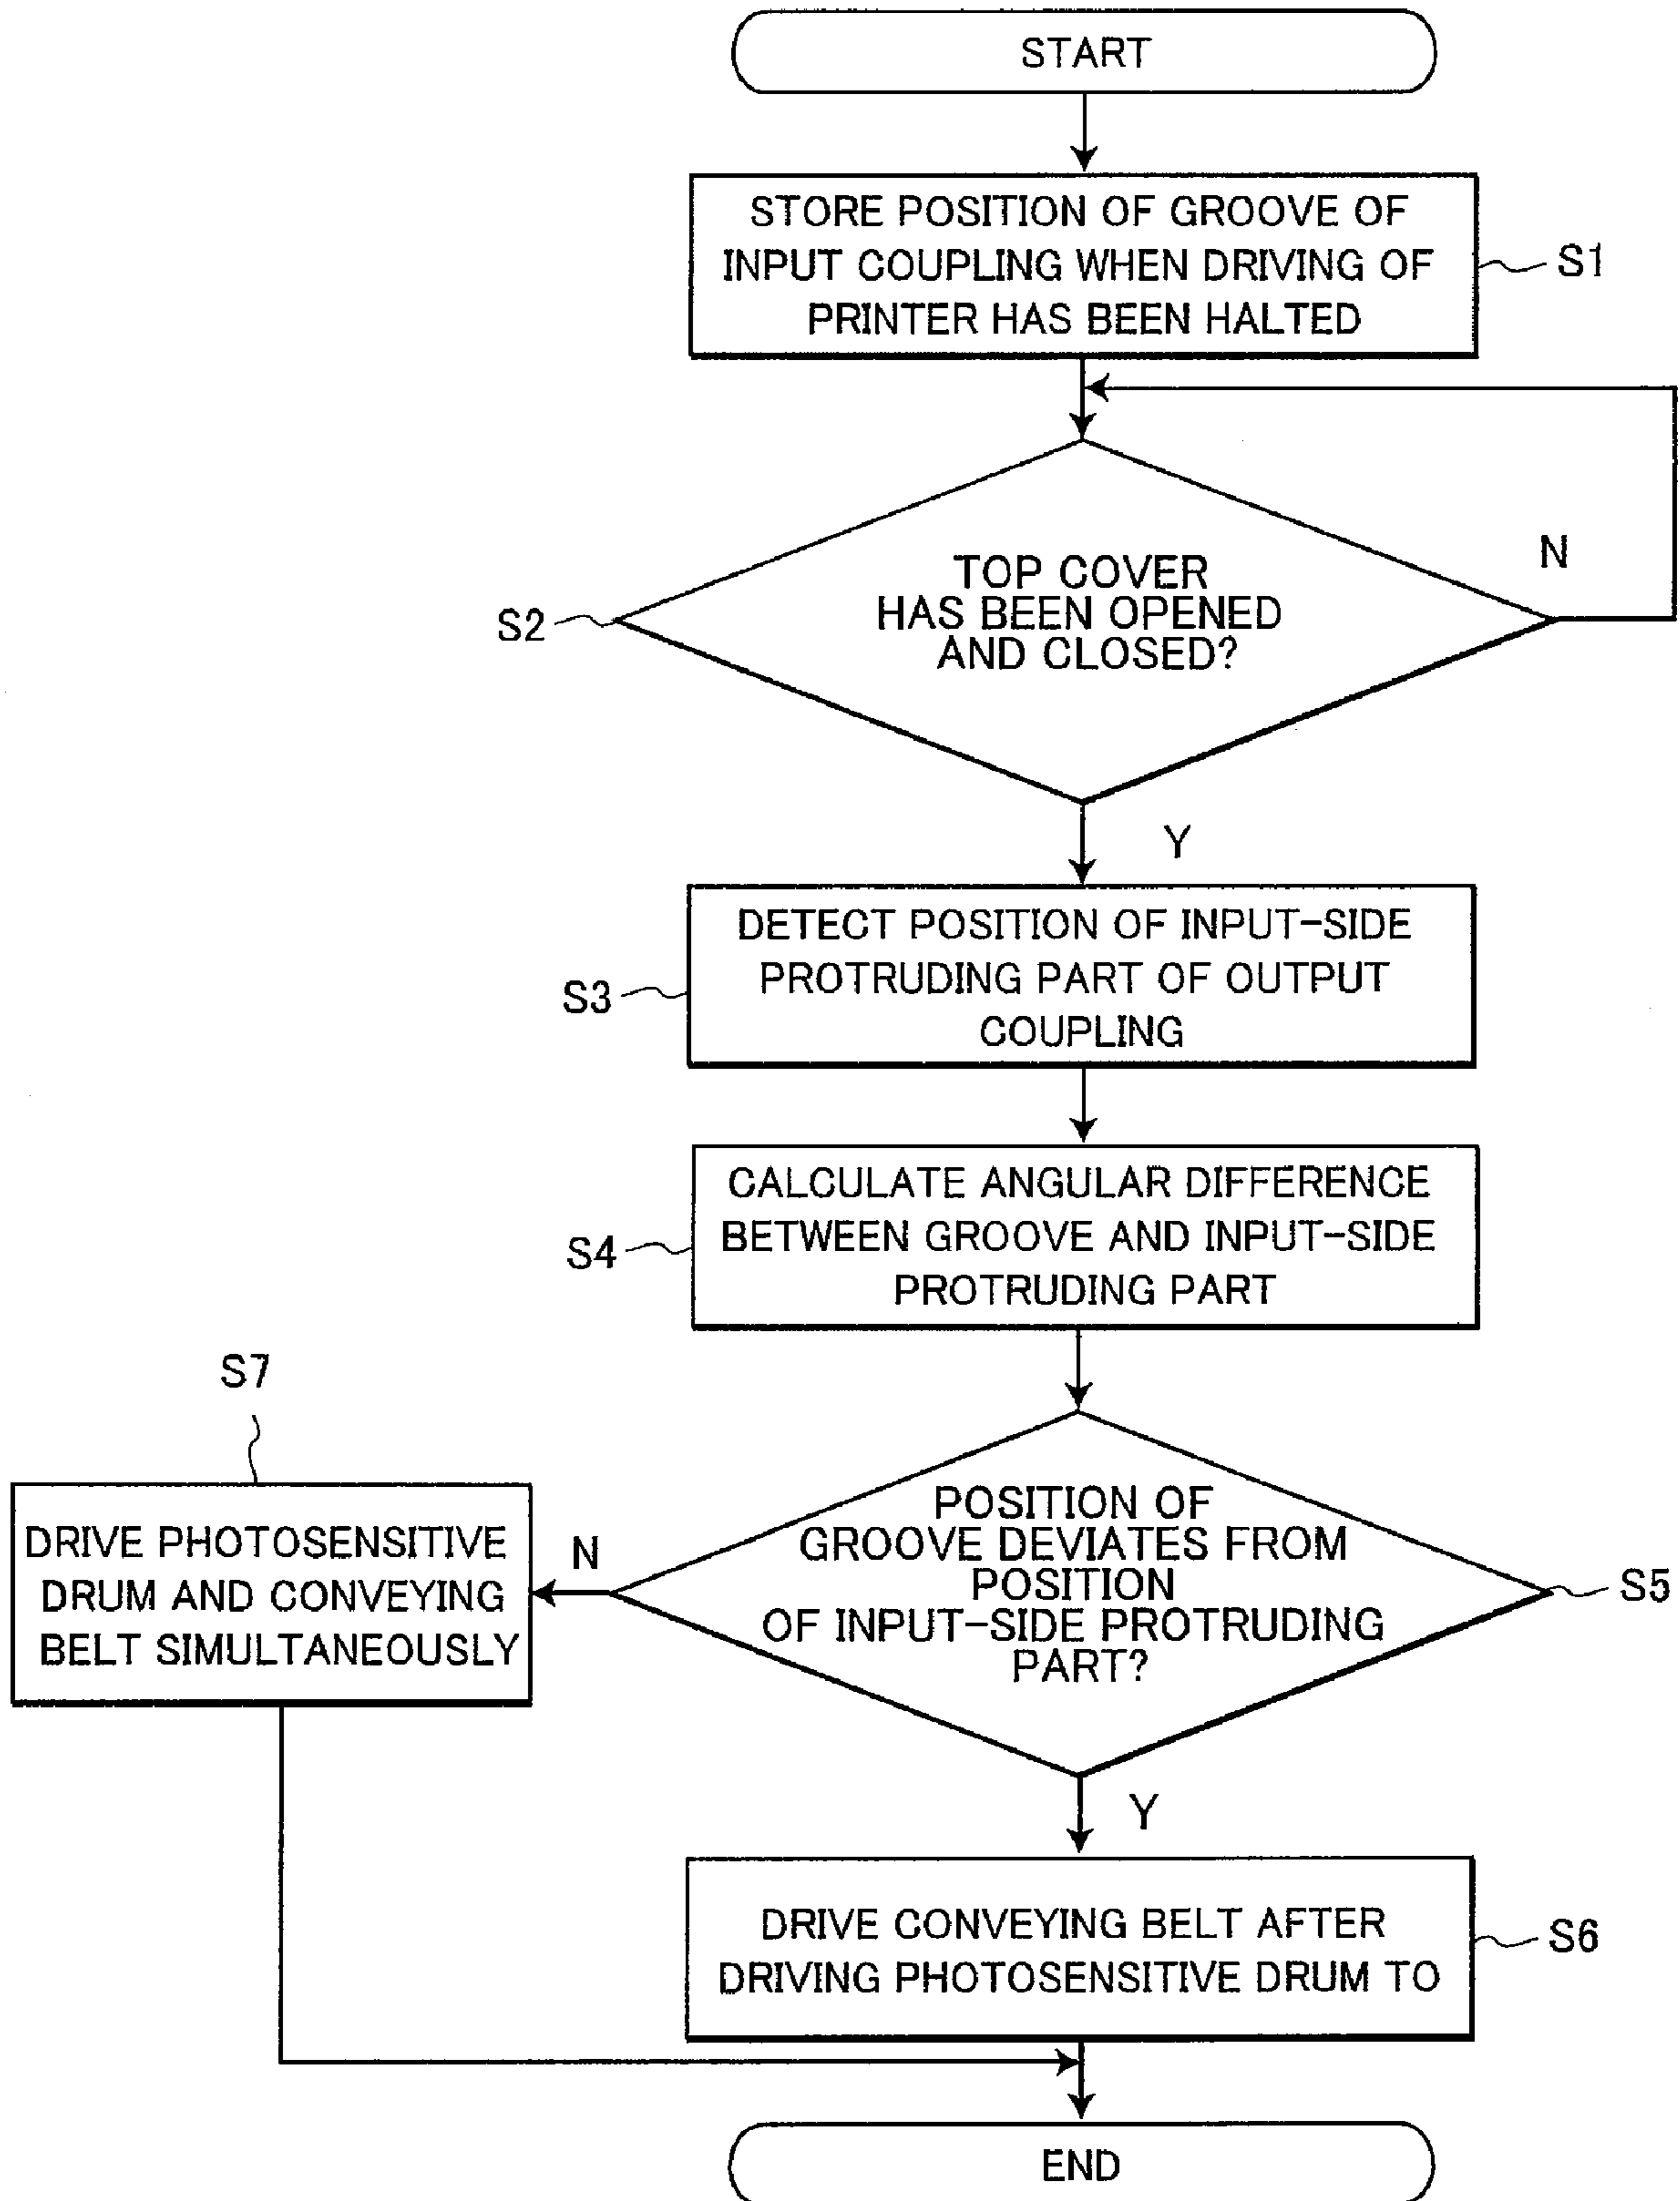 START
STORE POSITION OF GROOVE OF
INPUT COUPLING WHEN DRIVING OF
PRINTER HAS BEEN HALTED
S1
TOP COVER
HAS BEEN OPENED
AND CLOSED?
N
S2
Y
DETECT POSITION OF INPUT-SIDE
PROTRUDING PART OF OUTPUT
COUPLING
S3
CALCULATE ANGULAR DIFFERENCE
BETWEEN GROOVE AND INPUT-SIDE
PROTRUDING PART
S4
S7
DRIVE PHOTOSENSITIVE
DRUM AND CONVEYING
BELT SIMULTANEOUSLY
N
POSITION OF
GROOVE DEVIATES FROM
POSITION
OF INPUT-SIDE PROTRUDING
PART?
S5
Y
DRIVE CONVEYING BELT AFTER
DRIVING PHOTOSENSITIVE DRUM TO
S6
END